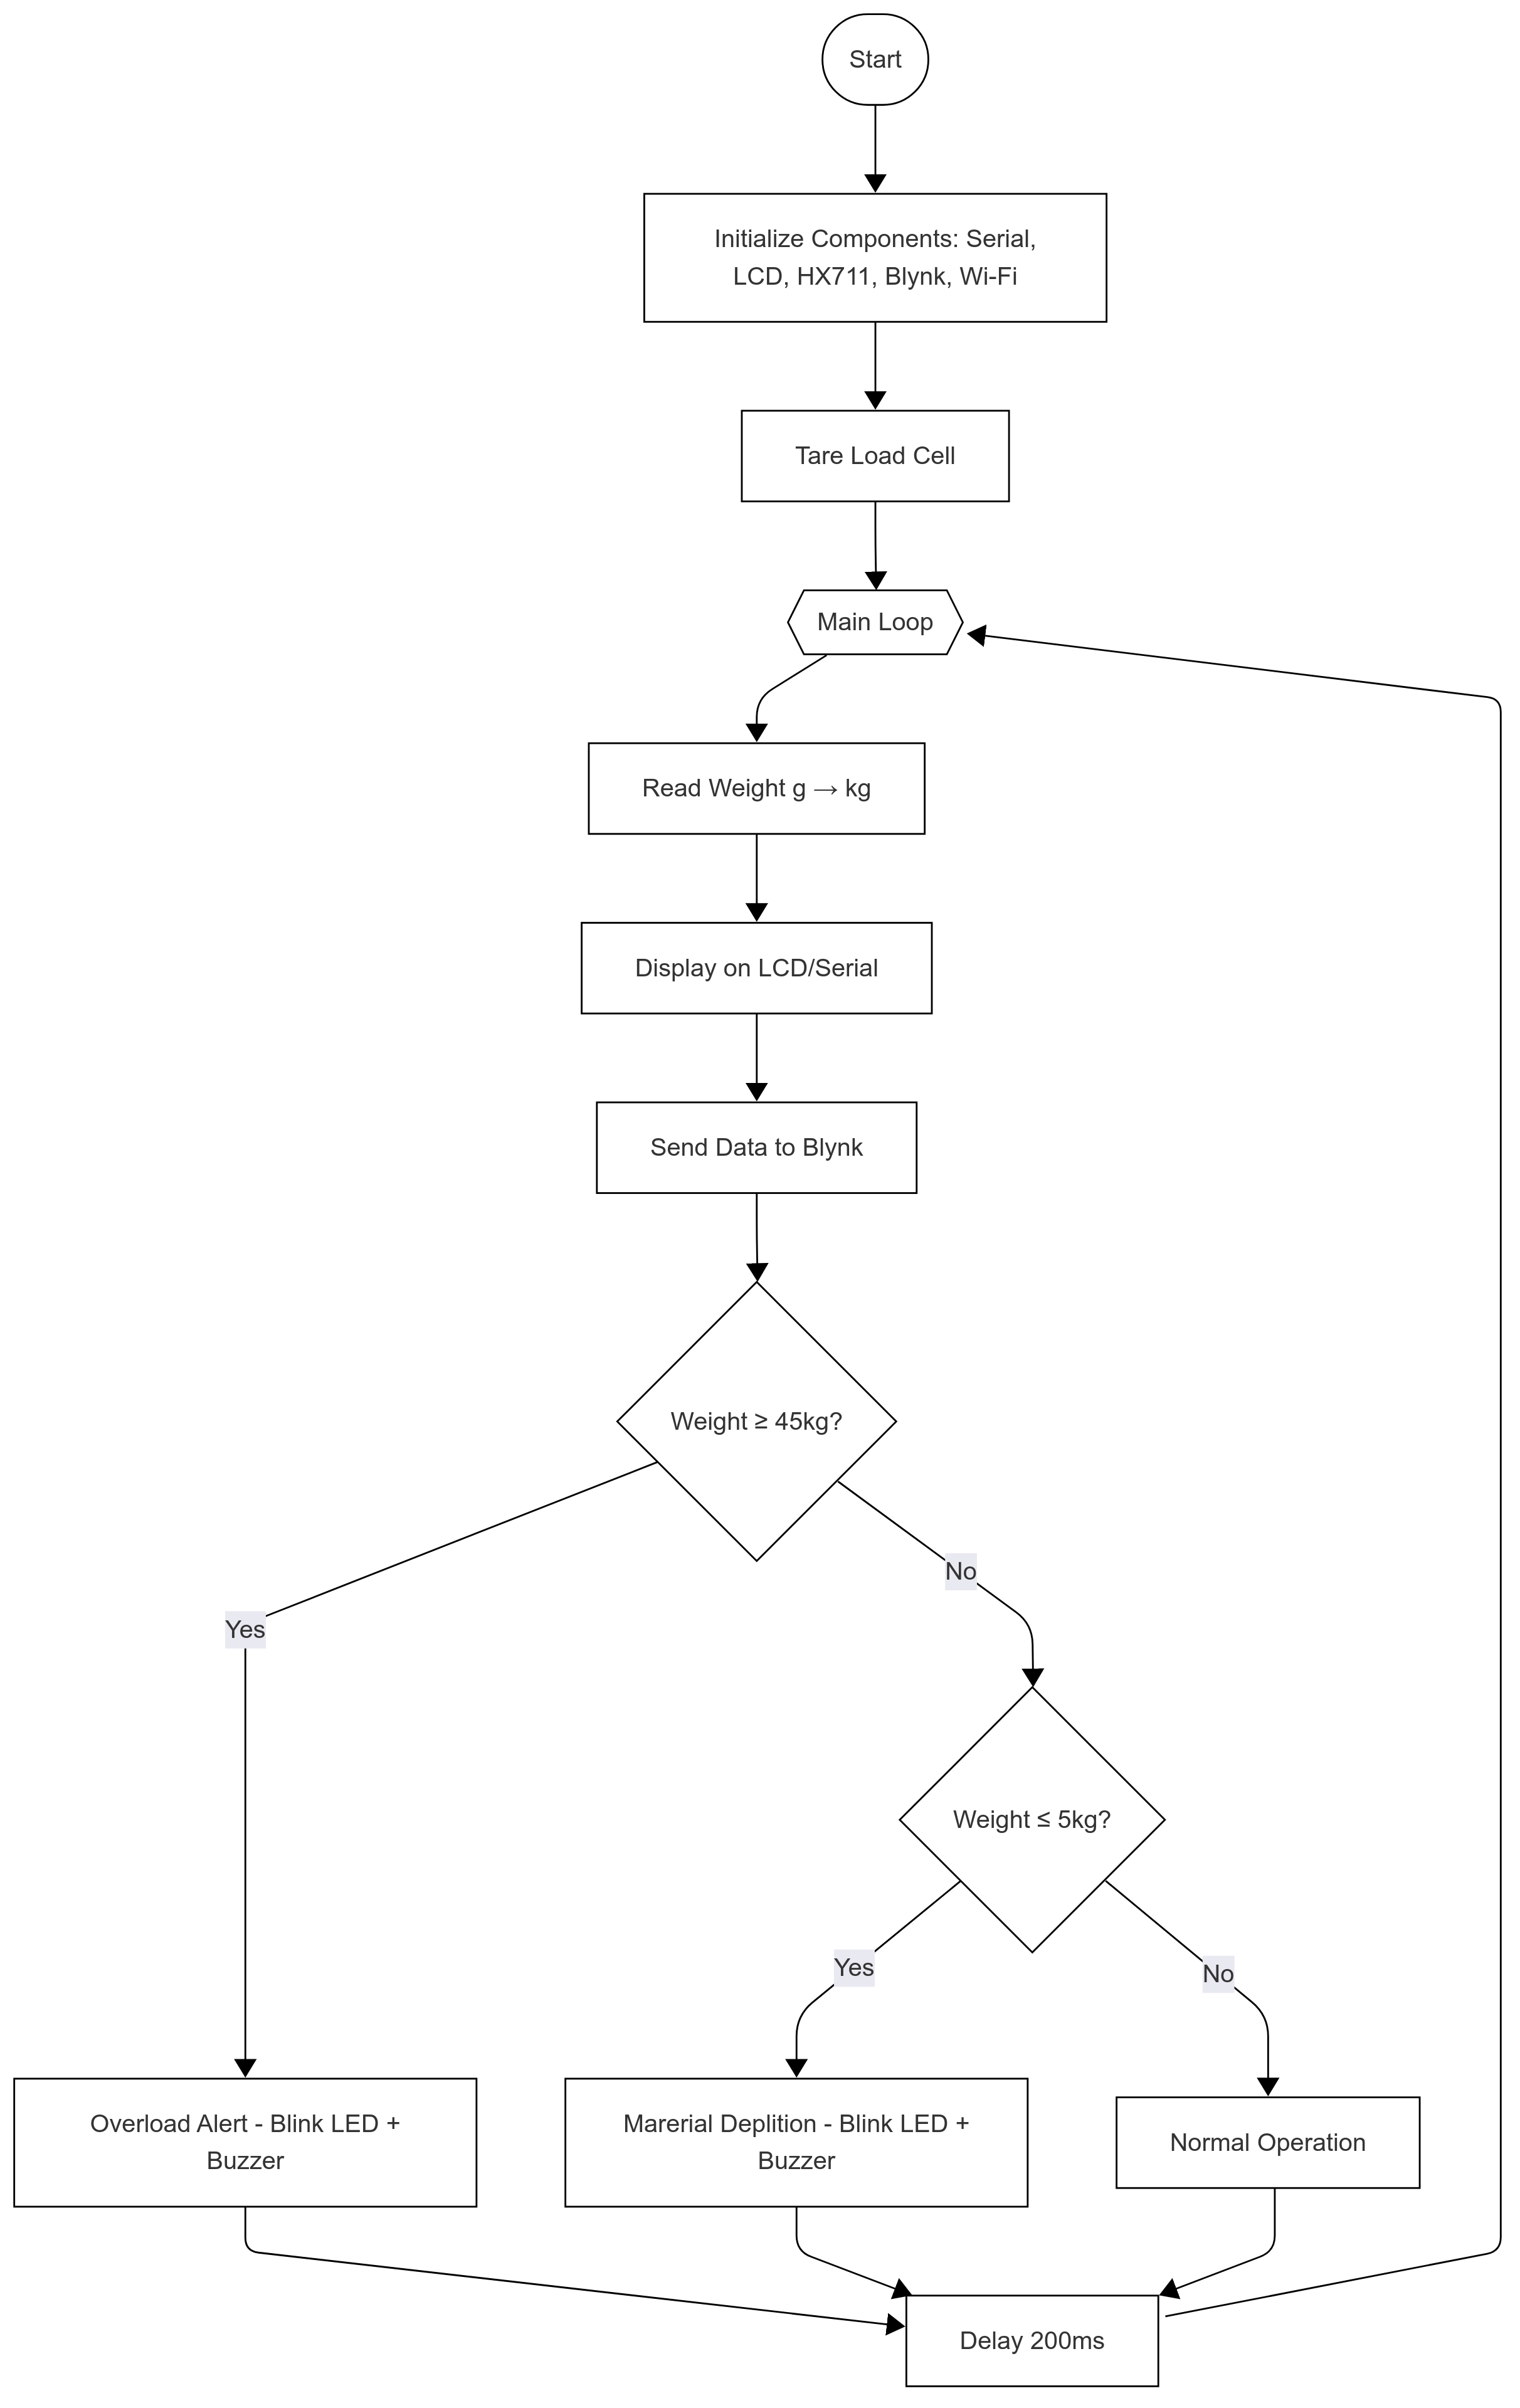 Start
Initialize Components: Serial,
LCD, HX711, Blynk, Wi-Fi
Tare Load Cell
Main Loop
Read Weight g → kg
Display on LCD/Serial
Send Data to Blynk
Weight ≥ 45kg?
No
Yes
Weight ≤ 5kg?
Yes
No
Overload Alert - Blink LED +
Buzzer
Marerial Deplition - Blink LED +
Buzzer
Normal Operation
Delay 200ms